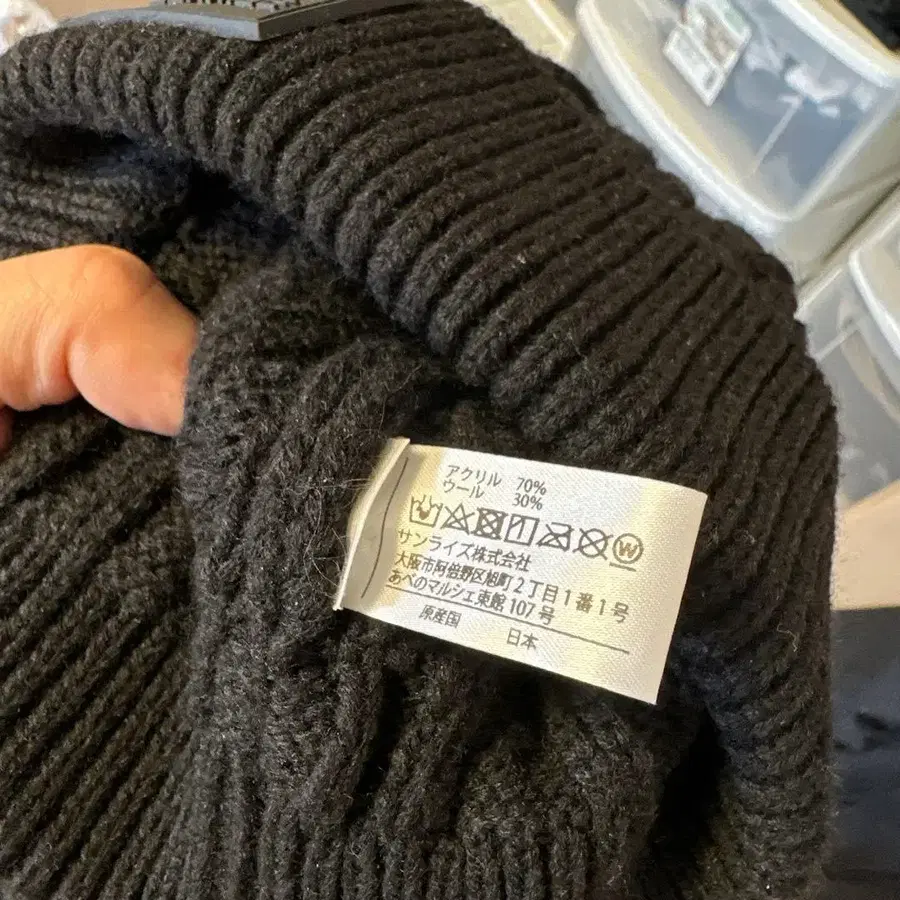 アクリル 70%
ウール 30%
W
サンライズ株式会社
大阪市阿倍野区旭町2丁目1番1号
あべのマルシェ東館107号
原産国 日本